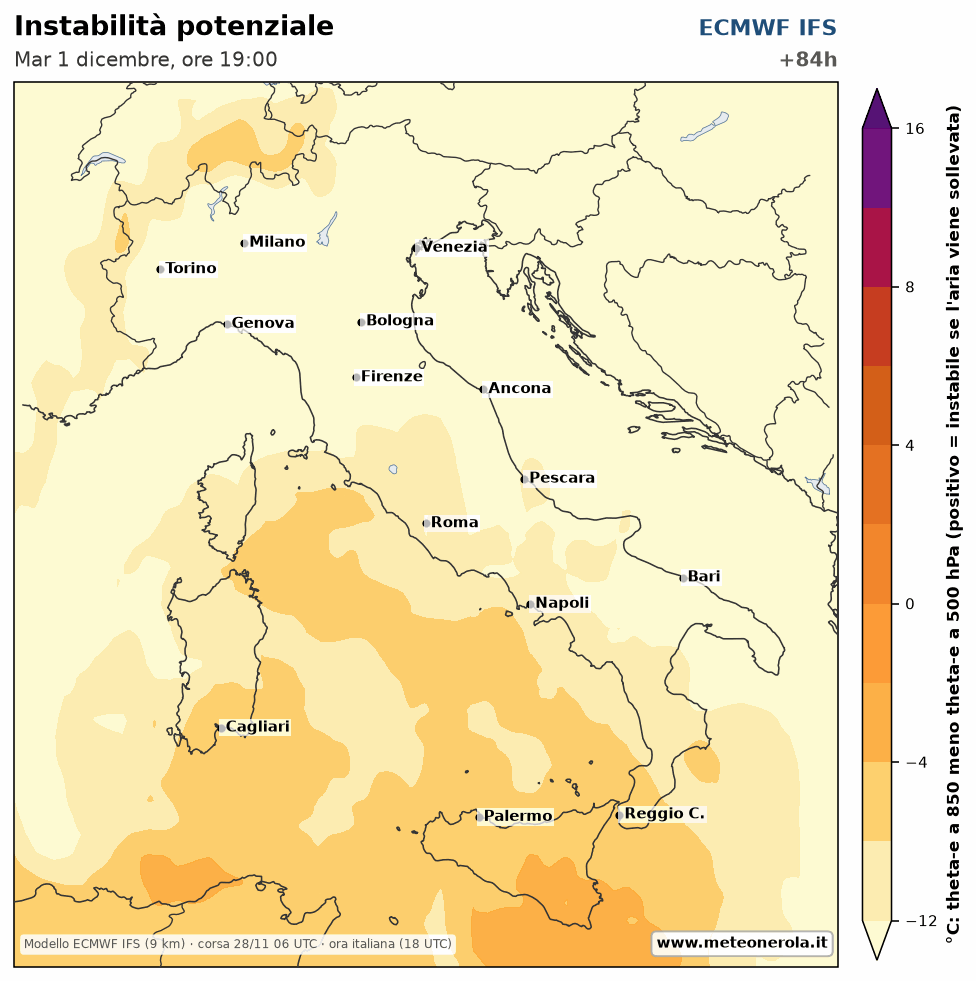 Instabilità potenziale
ECMWF IFS
Mar 1 dicembre, ore 19:00
+84h
Milano
Venezia
Torino
Genova
Bologna
Firenze
Ancona
Pescara
Roma
Bari
Napoli
Cagliari
Palermo
Reggio C.
16
8
4
0
−4
−12
°C: theta-e a 850 meno theta-e a 500 hPa (positivo = instabile se l'aria viene sollevata)
Modello ECMWF IFS (9 km) · corsa 28/11 06 UTC · ora italiana (18 UTC)
www.meteonerola.it